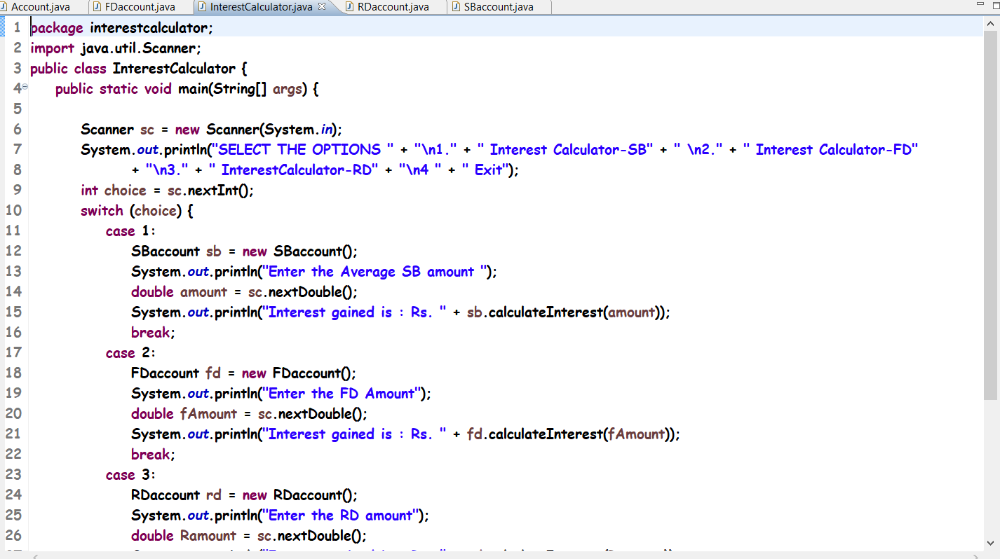 Account.java FDaccount.java InterestCalculator.java RDaccount.java SBaccount.java
1 package interestcalculator;
2 import java.util.Scanner;
3 public class InterestCalculator {
4 public static void main(String[] args) {
5
6 Scanner sc = new Scanner(System.in);
7 System.out.println("SELECT THE OPTIONS " + "\n1." + " Interest Calculator-SB" + " \n2." + " Interest Calculator-FD"
8 + "\n3." + " InterestCalculator-RD" + "\n4 " + " Exit");
9 int choice = sc.nextInt();
10 switch (choice) {
11 case 1:
12 SBaccount sb = new SBaccount();
13 System.out.println("Enter the Average SB amount ");
14 double amount = sc.nextDouble();
15 System.out.println("Interest gained is : Rs. " + sb.calculateInterest(amount));
16 break;
17 case 2:
18 FDaccount fd = new FDaccount();
19 System.out.println("Enter the FD Amount");
20 double fAmount = sc.nextDouble();
21 System.out.println("Interest gained is : Rs. " + fd.calculateInterest(fAmount));
22 break;
23 case 3:
24 RDaccount rd = new RDaccount();
25 System.out.println("Enter the RD amount");
26 double Ramount = sc.nextDouble();